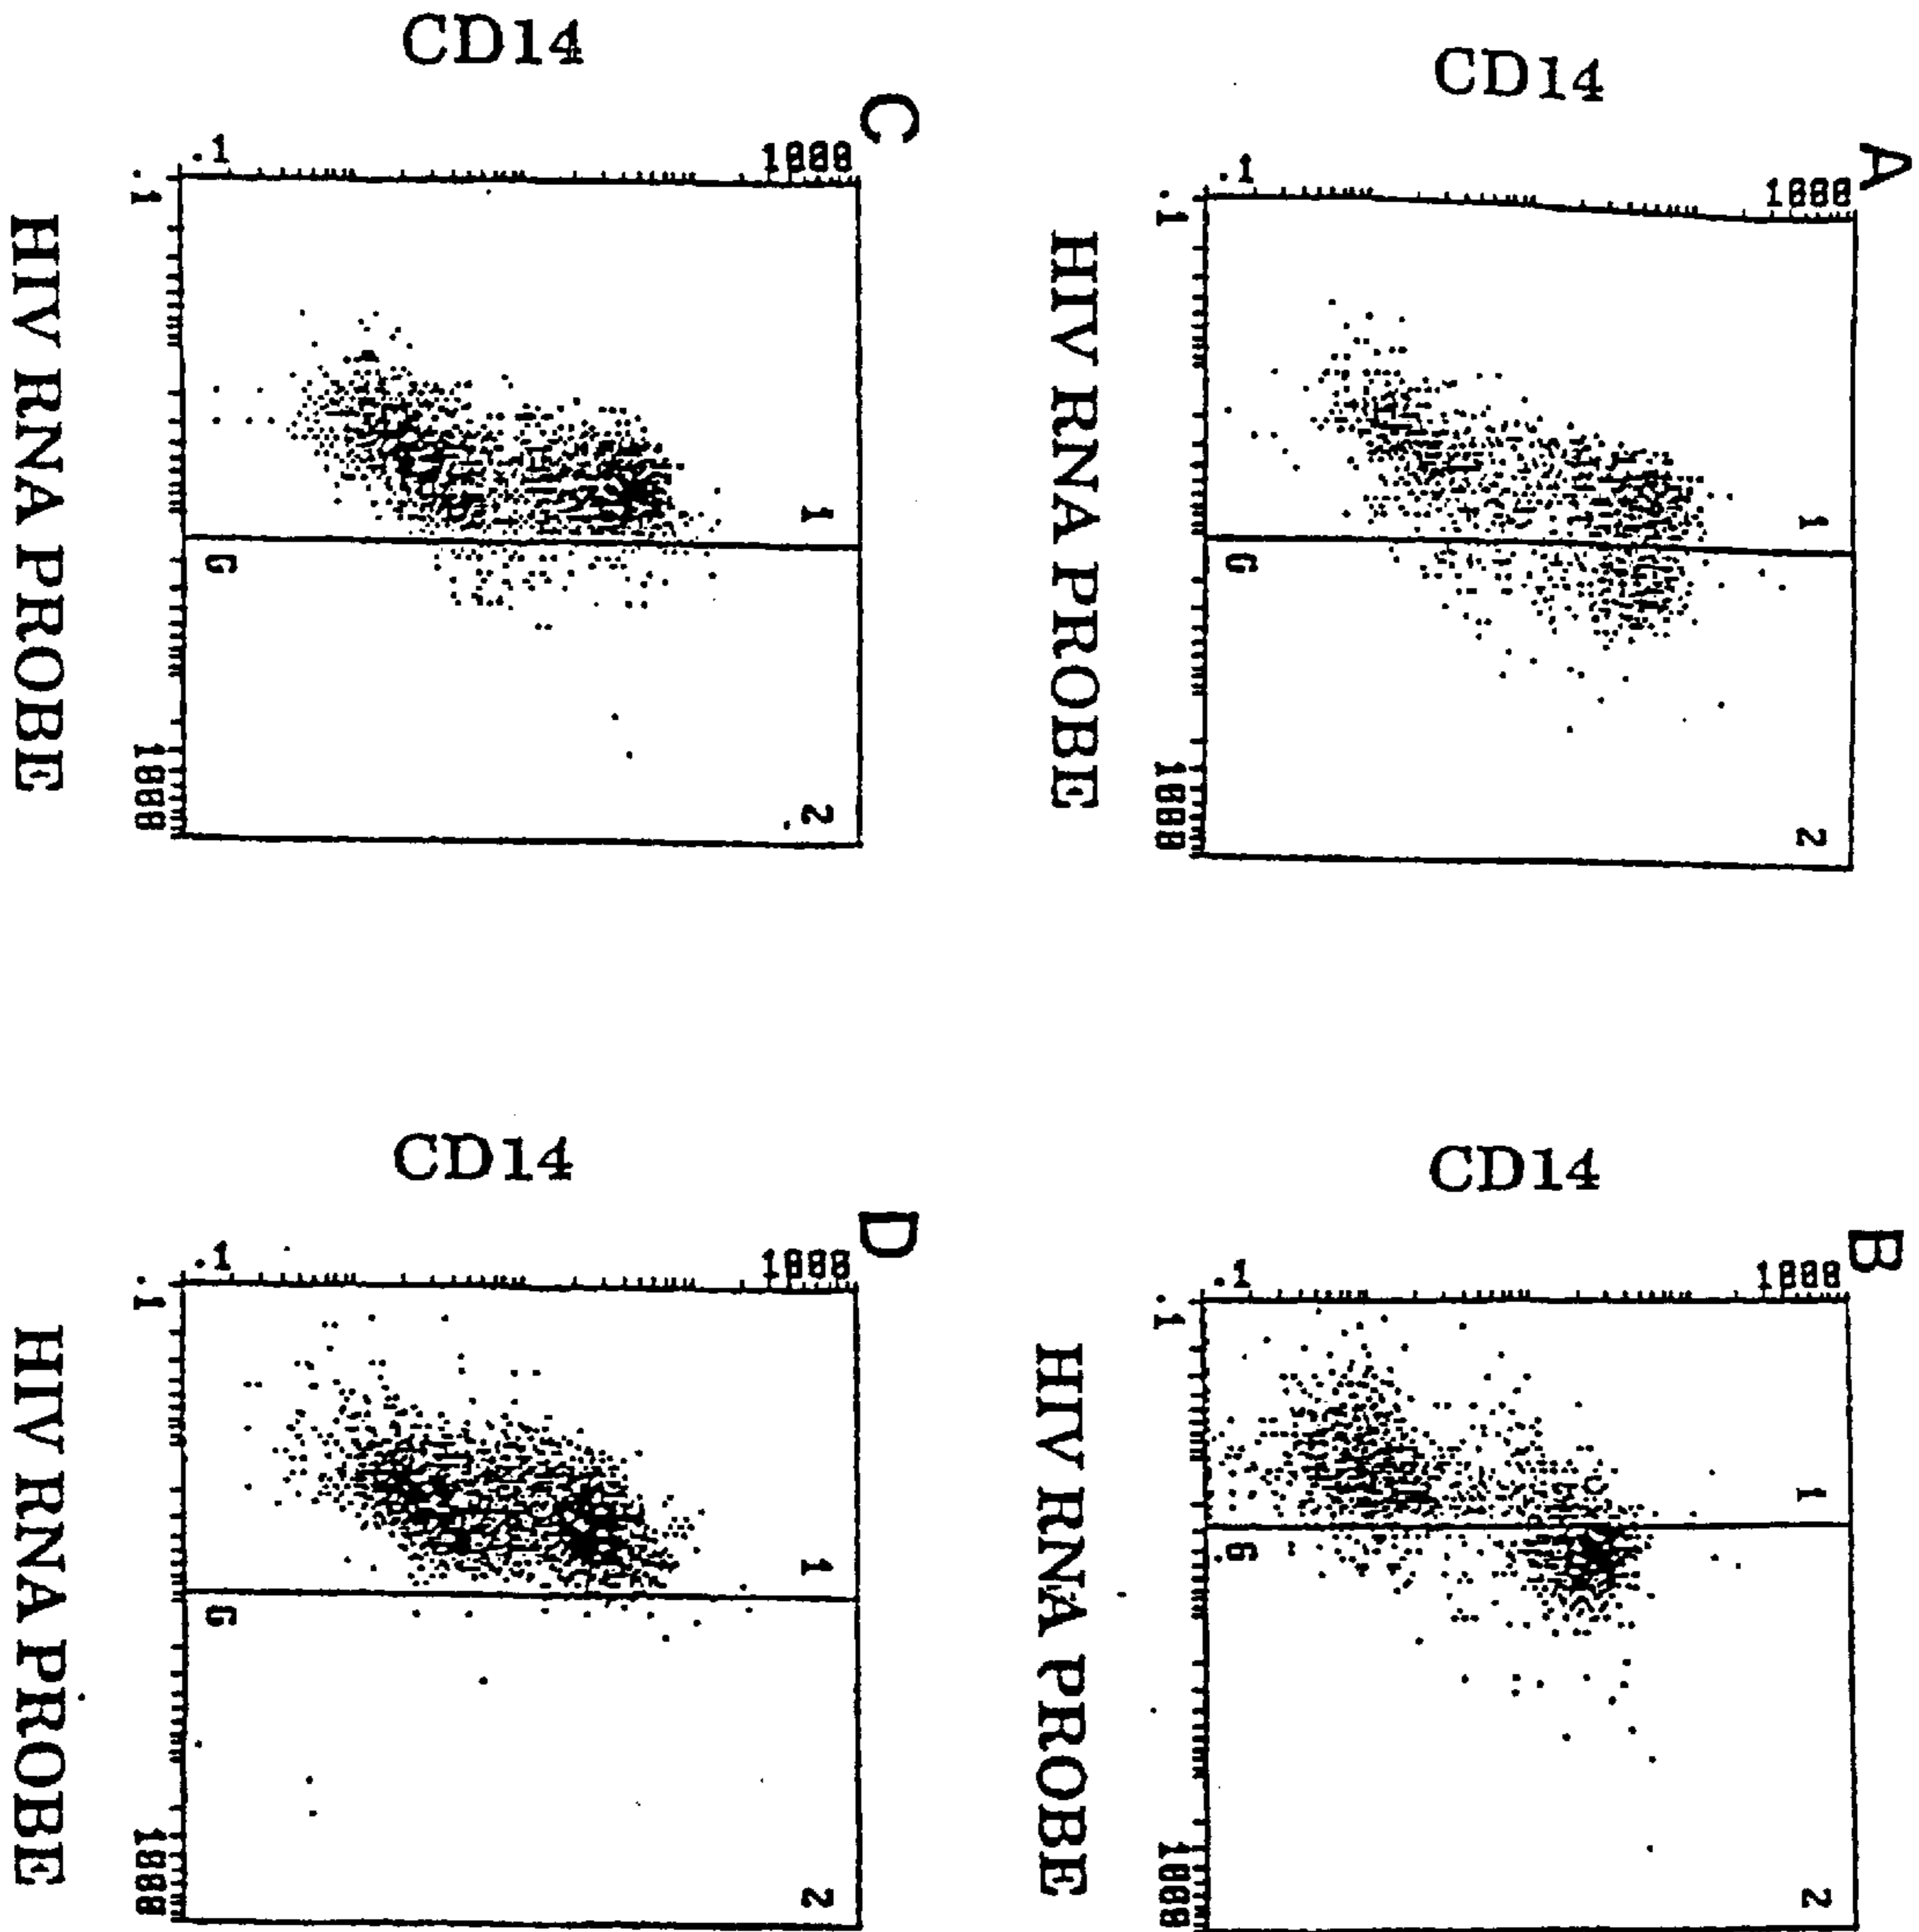 A
1000
1
2
CD14
G
.1
.1
1000
HIV RNA PROBE
B
1000
1
2
CD14
G
.1
.1
1000
HIV RNA PROBE
C
1000
1
2
CD14
G
.1
.1
1000
HIV RNA PROBE
D
1000
1
2
CD14
G
.1
.1
1000
HIV RNA PROBE